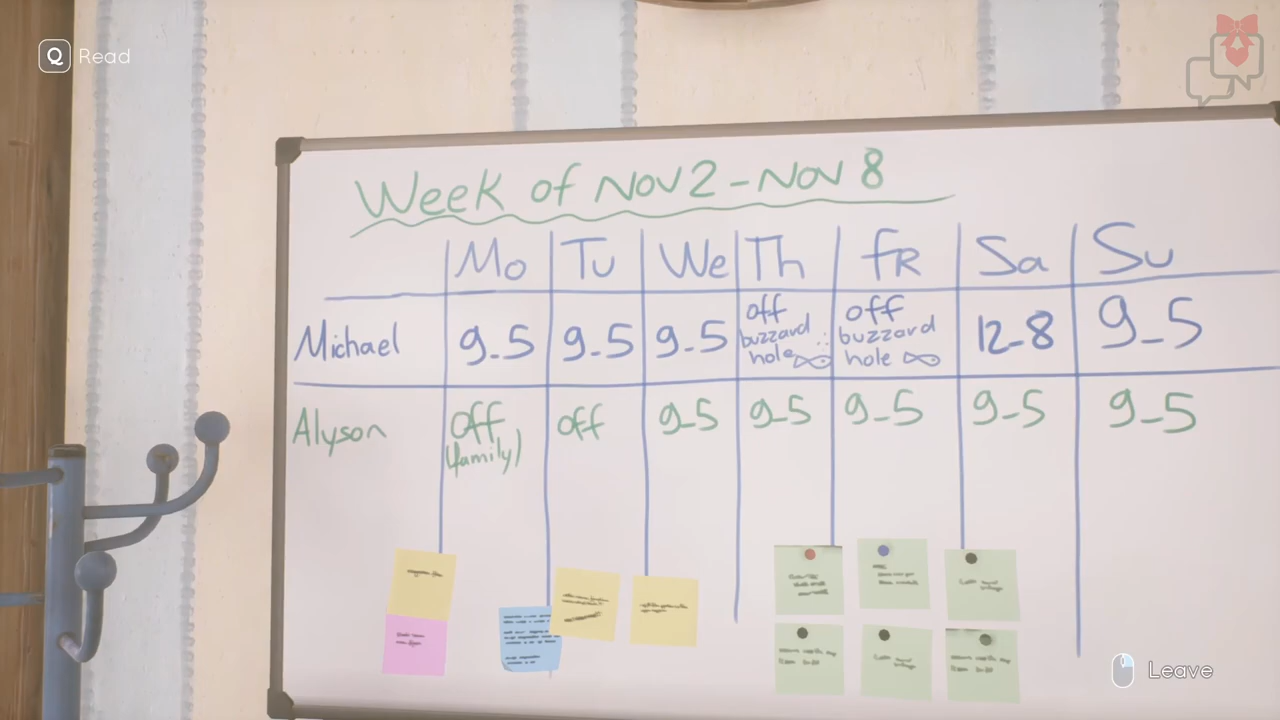 Q Read
Week of Nov 2 - Nov 8
Mo Tu We Th FR Sa Su
Michael 9-5 9-5 9-5 off buzzard hole off buzzard hole 12-8 9-5
Alyson off (family) off 9-5 9-5 9-5 9-5 9-5
Leave